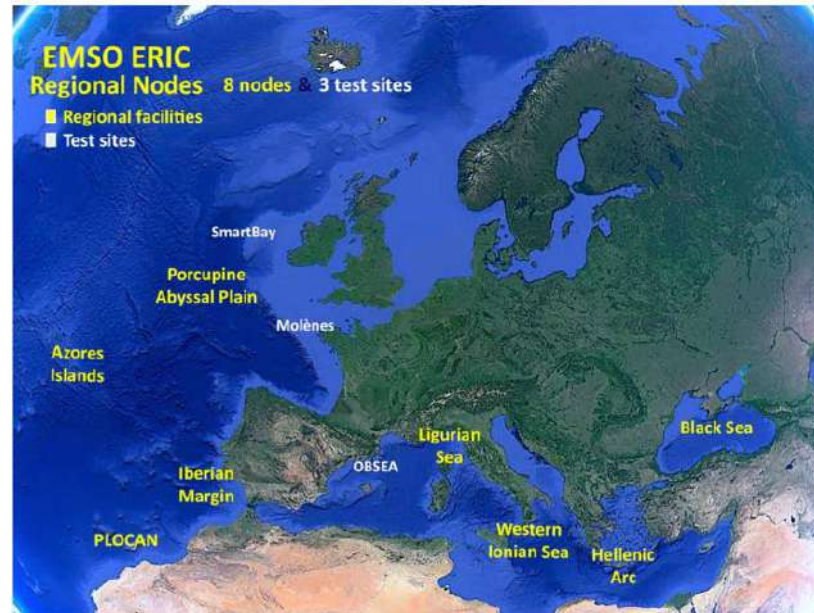 EMSO ERIC
Regional Nodes 8 nodes & 3 test sites
Regional facilities
Test sites
SmartBay
Porcupine
Abyssal Plain
Molènes
Azores
Islands
Ligurian
Sea
Black Sea
OBSEA
Iberian
Margin
PLOCAN
Western
Ionian Sea
Hellenic
Arc